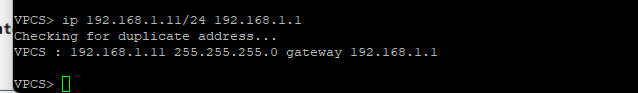 VPCS> ip 192.168.1.11/24 192.168.1.1
Checking for duplicate address...
VPCS : 192.168.1.11 255.255.255.0 gateway 192.168.1.1
VPCS>